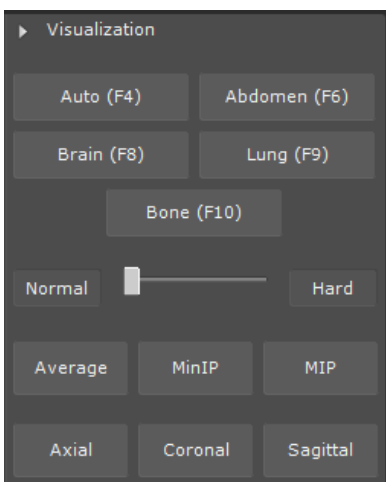 Visualization
Auto (F4) Abdomen (F6)
Brain (F8) Lung (F9)
Bone (F10)
Normal Hard
Average MinIP MIP
Axial Coronal Sagittal